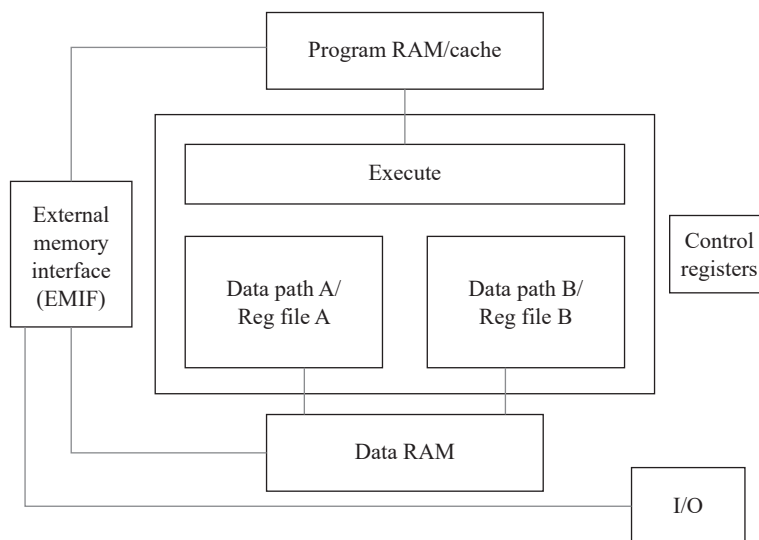 Program RAM/cache
Execute
External
memory
interface
(EMIF)
Control
registers
Data path A/
Reg file A
Data path B/
Reg file B
Data RAM
I/O